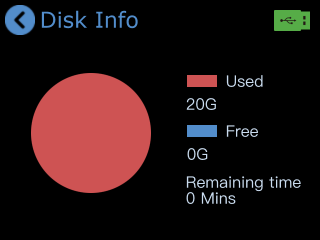 Disk Info
Used
20G
Free
0G
Remaining time
0 Mins